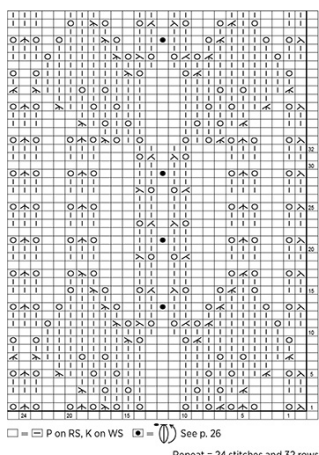 32
30
25
20
15
10
5
1
24 20 15 10 5 1
= P on RS, K on WS = See p. 26
Repeat = 24 stitches and 32 rows